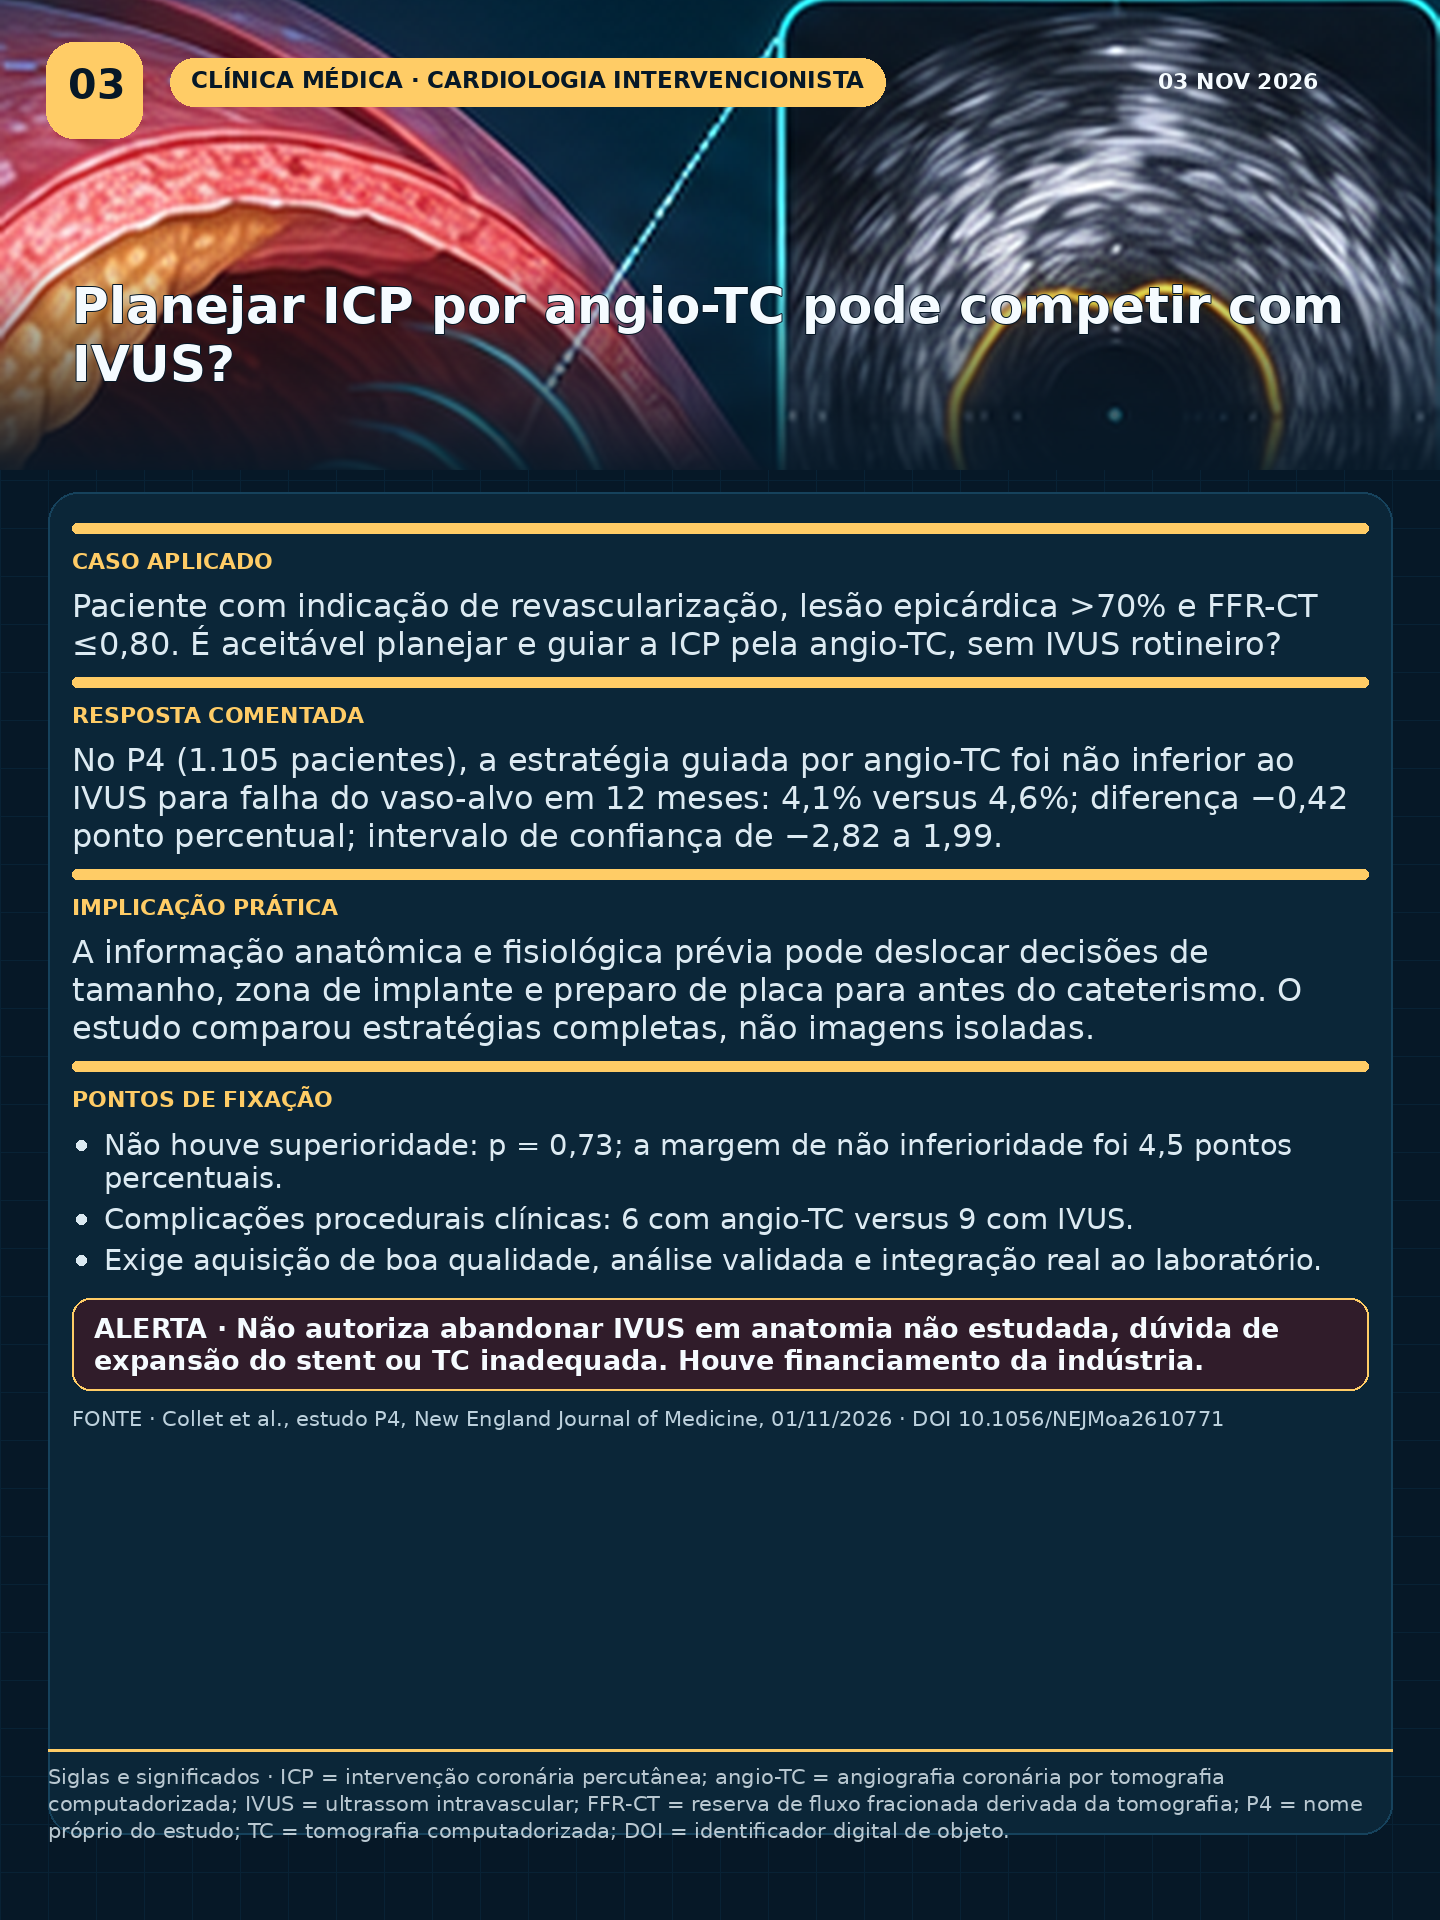 03
CLÍNICA MÉDICA · CARDIOLOGIA INTERVENCIONISTA
03 NOV 2026
Planejar ICP por angio-TC pode competir com
IVUS?
CASO APLICADO
Paciente com indicação de revascularização, lesão epicárdica >70% e FFR-CT
≤0,80. É aceitável planejar e guiar a ICP pela angio-TC, sem IVUS rotineiro?
RESPOSTA COMENTADA
No P4 (1.105 pacientes), a estratégia guiada por angio-TC foi não inferior ao
IVUS para falha do vaso-alvo em 12 meses: 4,1% versus 4,6%; diferença −0,42
ponto percentual; intervalo de confiança de −2,82 a 1,99.
IMPLICAÇÃO PRÁTICA
A informação anatômica e fisiológica prévia pode deslocar decisões de
tamanho, zona de implante e preparo de placa para antes do cateterismo. O
estudo comparou estratégias completas, não imagens isoladas.
PONTOS DE FIXAÇÃO
• Não houve superioridade: p = 0,73; a margem de não inferioridade foi 4,5 pontos
percentuais.
• Complicações procedurais clínicas: 6 com angio-TC versus 9 com IVUS.
• Exige aquisição de boa qualidade, análise validada e integração real ao laboratório.
ALERTA · Não autoriza abandonar IVUS em anatomia não estudada, dúvida de
expansão do stent ou TC inadequada. Houve financiamento da indústria.
FONTE · Collet et al., estudo P4, New England Journal of Medicine, 01/11/2026 · DOI 10.1056/NEJMoa2610771
Siglas e significados · ICP = intervenção coronária percutânea; angio-TC = angiografia coronária por tomografia
computadorizada; IVUS = ultrassom intravascular; FFR-CT = reserva de fluxo fracionada derivada da tomografia; P4 = nome
próprio do estudo; TC = tomografia computadorizada; DOI = identificador digital de objeto.